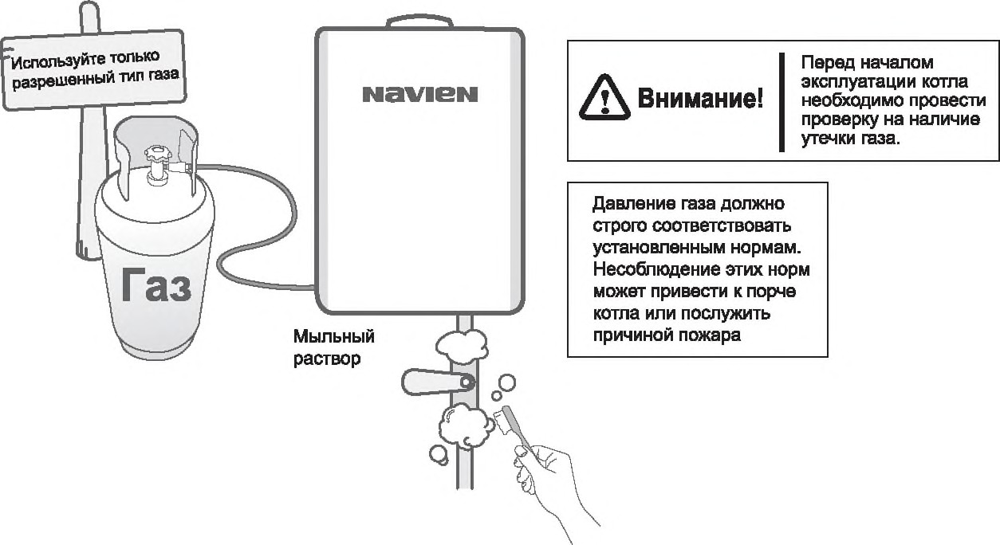 Используйте только
разрешенный тип газа
Газ
NAVIEN
Мыльный
раствор
Внимание!
Перед началом
эксплуатации котла
необходимо провести
проверку на наличие
утечки газа.
Давление газа должно
строго соответствовать
установленным нормам.
Несоблюдение этих норм
может привести к порче
котла или послужить
причиной пожара